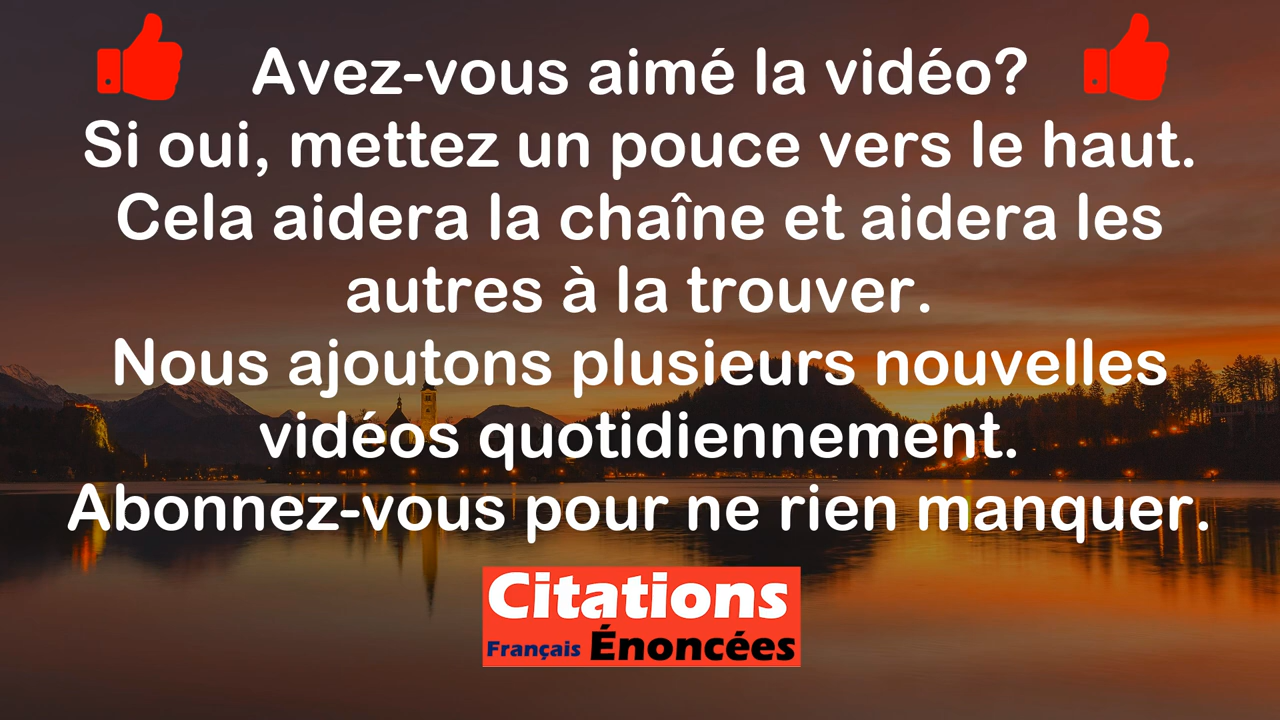 Avez-vous aimé la vidéo?
Si oui, mettez un pouce vers le haut.
Cela aidera la chaîne et aidera les
autres à la trouver.
Nous ajoutons plusieurs nouvelles
vidéos quotidiennement.
Abonnez-vous pour ne rien manquer.
Citations
Français Énoncées